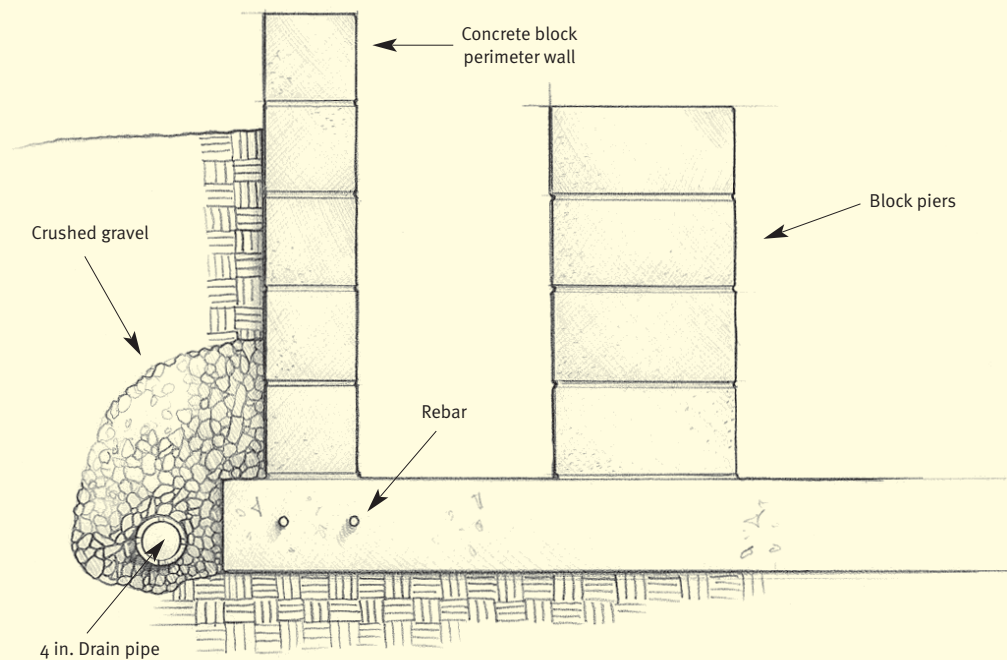 Concrete block
perimeter wall
Block piers
Crushed gravel
Rebar
4 in. Drain pipe